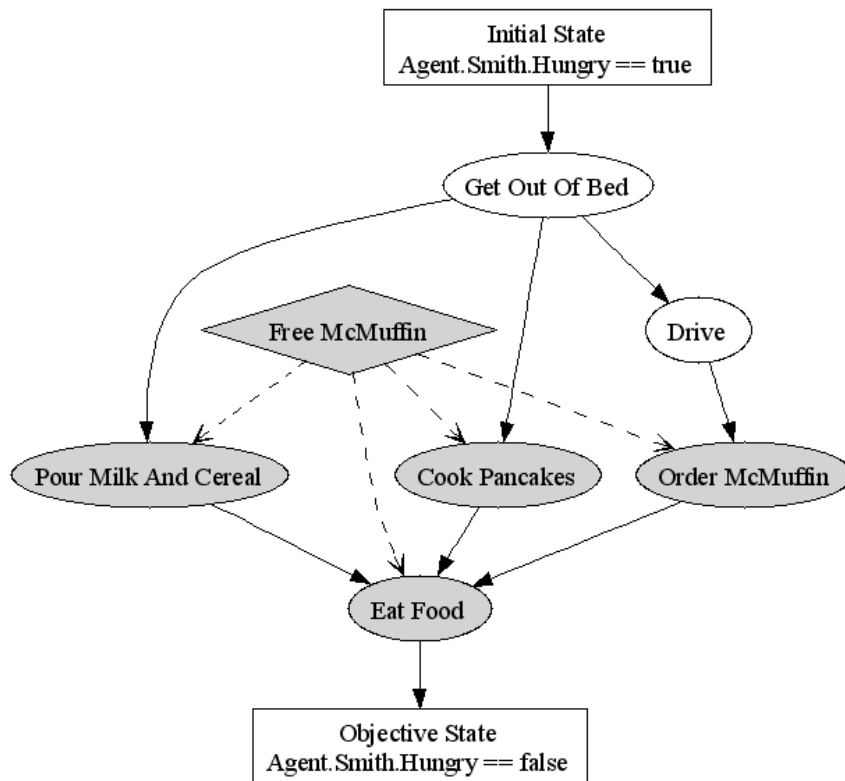 Initial State
Agent.Smith.Hungry == true
Get Out Of Bed
Free McMuffin
Drive
Pour Milk And Cereal
Cook Pancakes
Order McMuffin
Eat Food
Objective State
Agent.Smith.Hungry == false